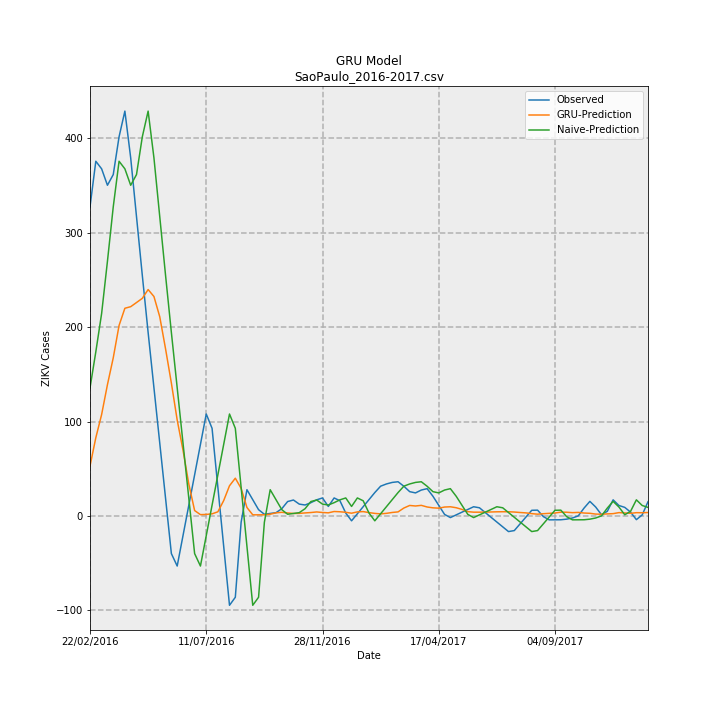 GRU Model
SaoPaulo_2016-2017.csv
Observed
GRU-Prediction
Naive-Prediction
ZIKV Cases
400
300
200
100
0
−100
22/02/2016
11/07/2016
28/11/2016
17/04/2017
04/09/2017
Date